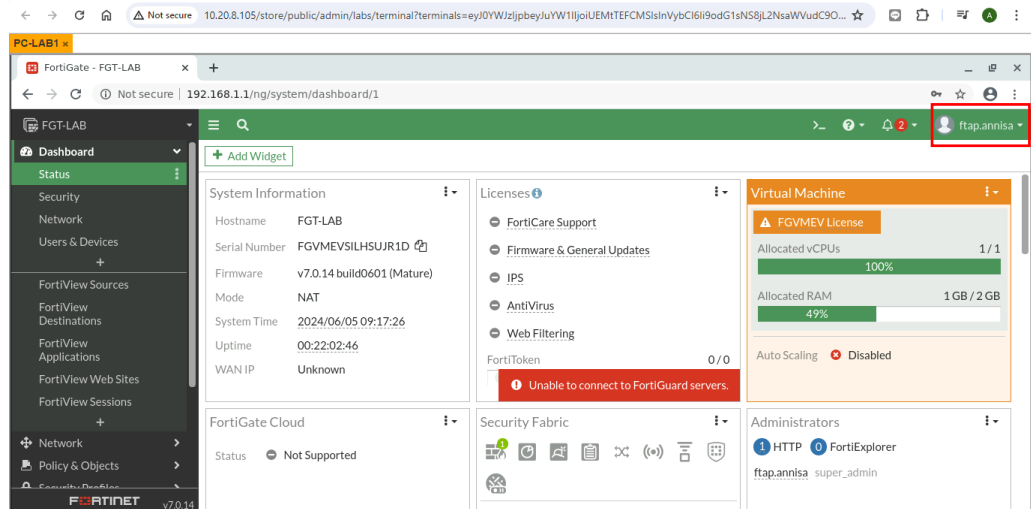 Not secure 10.20.8.105/store/public/admin/labs/terminal?terminals=eyJ0YWJzIjpbeyJuYW1lIjoiUEMtTEFCMSIsInVybCI6Ii9odG1sNS8jL2NsaWVudC9O...
A
PC-LAB1 ×
FortiGate - FGT-LAB × +
Not secure | 192.168.1.1/ng/system/dashboard/1
FGT-LAB
>_ 2 ftap.annisa
Dashboard
Status
Security
Network
Users & Devices
+
FortiView Sources
FortiView
Destinations
FortiView
Applications
FortiView Web Sites
FortiView Sessions
+
Network
Policy & Objects
FORTINET v7.0.14
+ Add Widget
System Information
Hostname FGT-LAB
Serial Number FGVMEVSILHSUJR1D
Firmware v7.0.14 build0601 (Mature)
Mode NAT
System Time 2024/06/05 09:17:26
Uptime 00:22:02:46
WAN IP Unknown
Licenses
FortiCare Support
Firmware & General Updates
IPS
AntiVirus
Web Filtering
FortiToken 0 / 0
Unable to connect to FortiGuard servers.
Virtual Machine
FGVMEV License
Allocated vCPUs 1 / 1
100%
Allocated RAM 1 GB / 2 GB
49%
Auto Scaling Disabled
FortiGate Cloud
Status Not Supported
Security Fabric
1
Administrators
1 HTTP 0 FortiExplorer
ftap.annisa super_admin